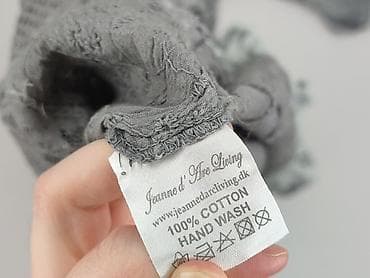 Jeanne d' Arc Living
www.jeannedarcliving.dk
100% COTTON
HAND WASH